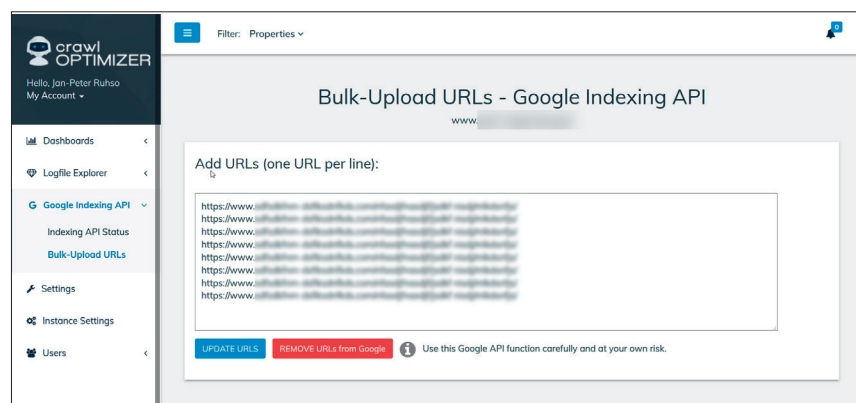 crawl
OPTIMIZER
Hello, Jan-Peter Ruhso
My Account
Dashboards
Logfile Explorer
Google Indexing API
Indexing API Status
Bulk-Upload URLs
Settings
Instance Settings
Users
Filter: Properties
0
Bulk-Upload URLs - Google Indexing API
www.
Add URLs (one URL per line):
https://www.
https://www.
https://www.
https://www.
https://www.
https://www.
https://www.
https://www.
UPDATE URLS
REMOVE URLs from Google
Use this Google API function carefully and at your own risk.